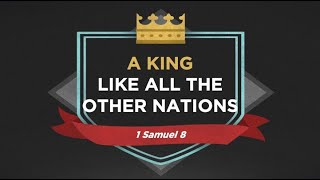 A KING
LIKE ALL THE
OTHER NATIONS
1 Samuel 8